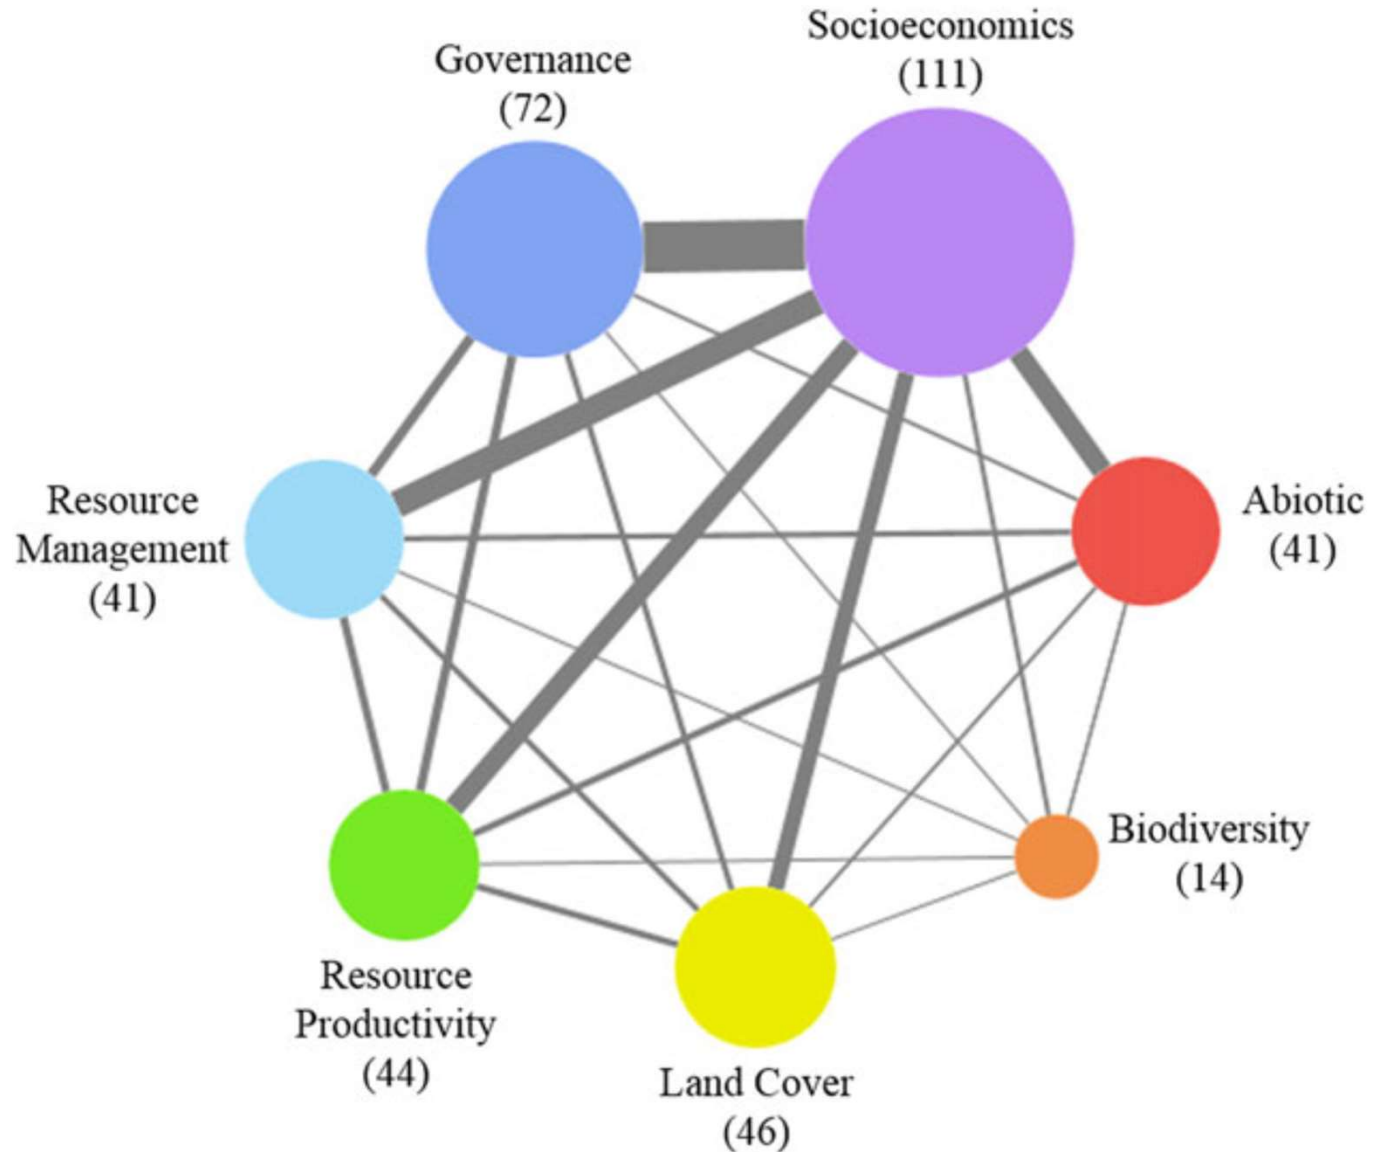 Socioeconomics
(111)
Governance
(72)
Resource
Management
(41)
Abiotic
(41)
Biodiversity
(14)
Resource
Productivity
(44)
Land Cover
(46)